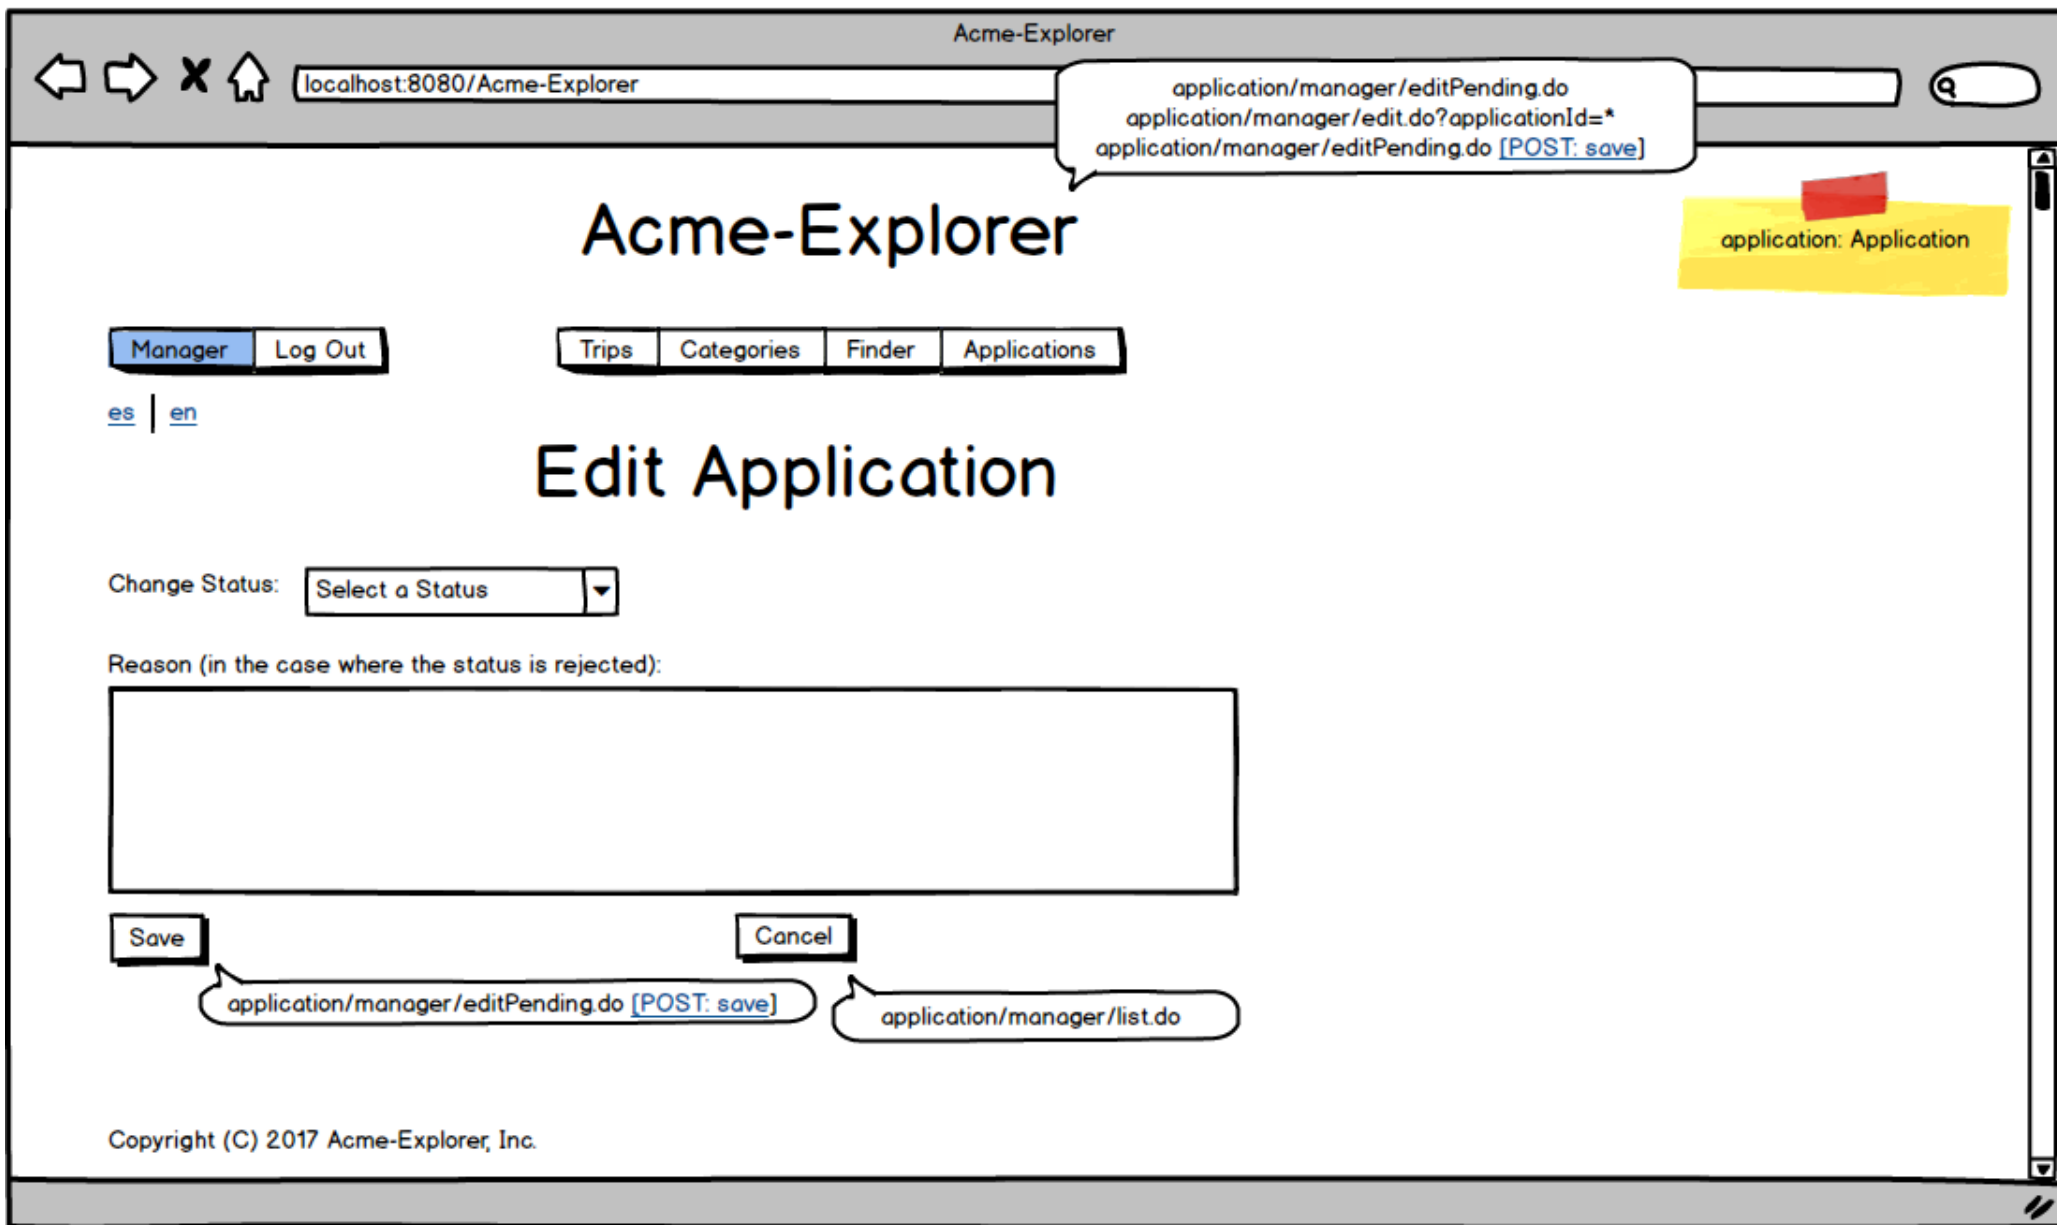 Acme-Explorer
localhost:8080/Acme-Explorer
application/manager/editPending.do
application/manager/edit.do?applicationId=*
application/manager/editPending.do [POST: save]
Acme-Explorer
application: Application
Manager Log Out Trips Categories Finder Applications
es | en
Edit Application
Change Status: Select a Status
Reason (in the case where the status is rejected):
Save Cancel
application/manager/editPending.do [POST: save]
application/manager/list.do
Copyright (C) 2017 Acme-Explorer, Inc.